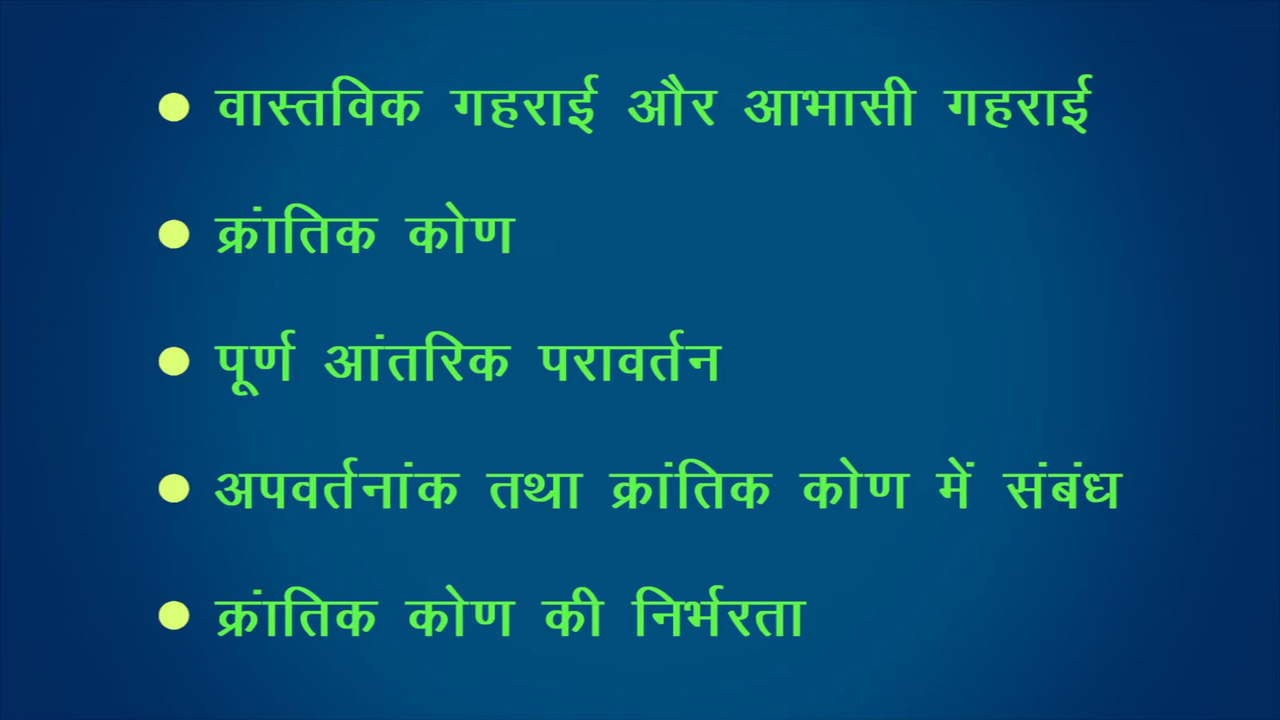 • वास्तविक गहराई और आभासी गहराई
• क्रांतिक कोण
• पूर्ण आंतरिक परावर्तन
• अपवर्तनांक तथा क्रांतिक कोण में संबंध
• क्रांतिक कोण की निर्भरता